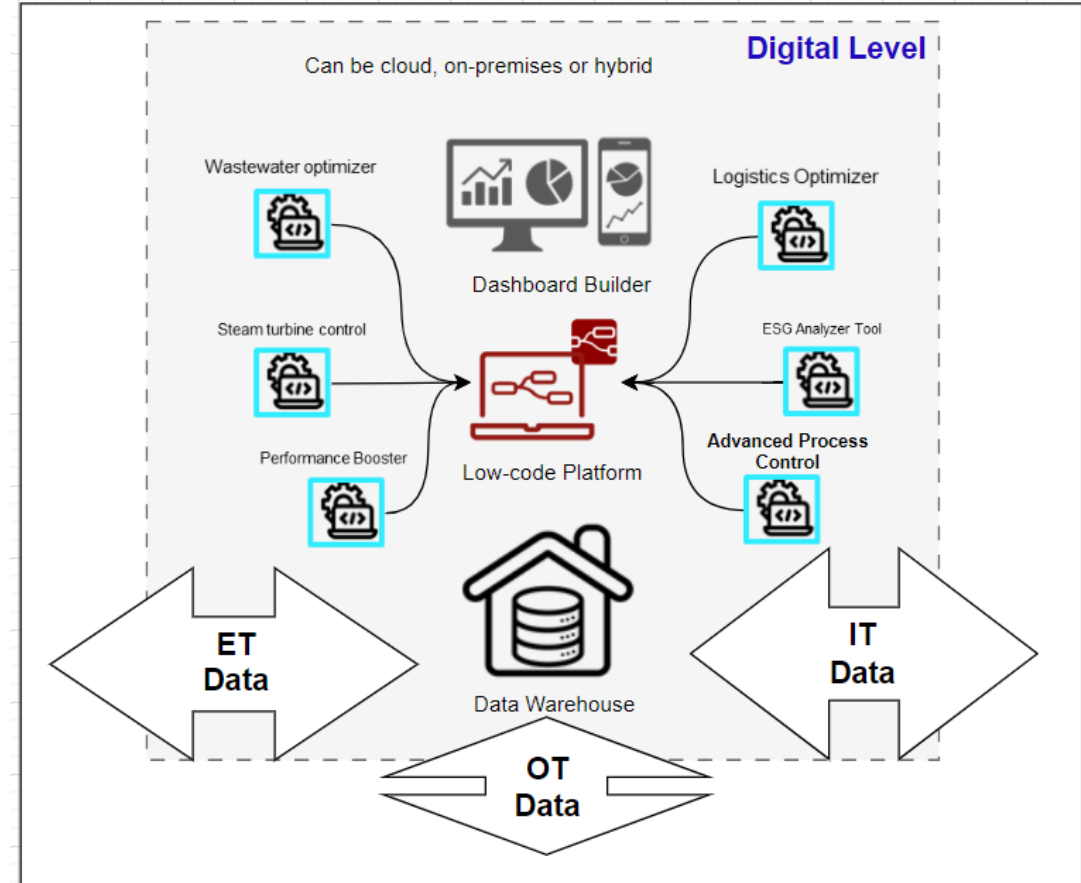 Digital Level
Can be cloud, on-premises or hybrid
Wastewater optimizer
Logistics Optimizer
Dashboard Builder
Steam turbine control
ESG Analyzer Tool
Performance Booster
Low-code Platform
Advanced Process
Control
ET
Data
IT
Data
Data Warehouse
OT
Data